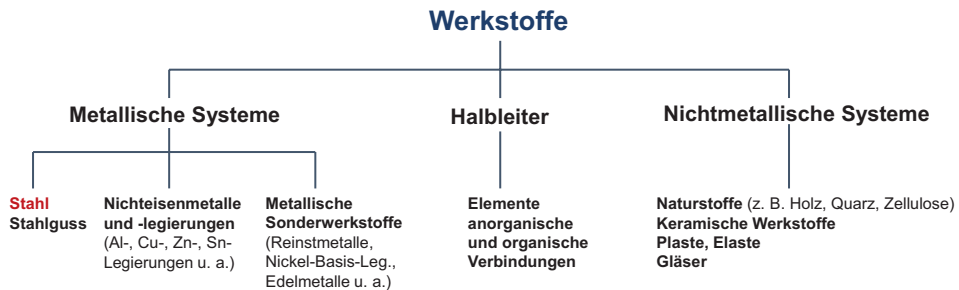 Werkstoffe
Metallische Systeme
Halbleiter
Nichtmetallische Systeme
Stahl
Stahlguss
Nichteisenmetalle
und -legierungen
(Al-, Cu-, Zn-, Sn-
Legierungen u. a.)
Metallische
Sonderwerkstoffe
(Reinstmetalle,
Nickel-Basis-Leg.,
Edelmetalle u. a.)
Elemente
anorganische
und organische
Verbindungen
Naturstoffe (z. B. Holz, Quarz, Zellulose)
Keramische Werkstoffe
Plaste, Elaste
Gläser